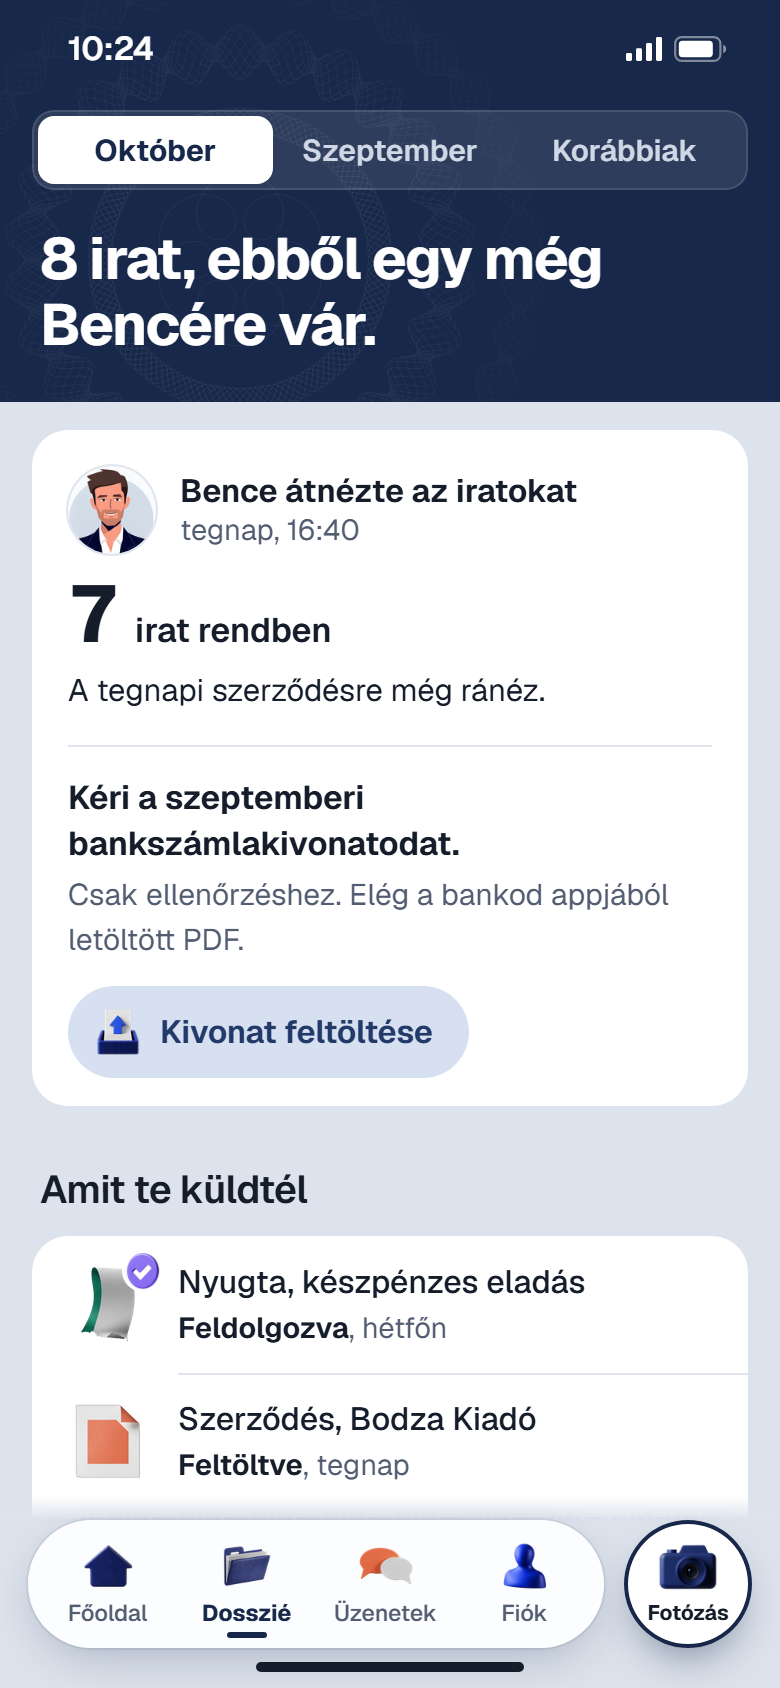 10:24
Október
Szeptember
Korábbiak
8 irat, ebből egy még
Bencére vár.
Bence átnézte az iratokat
tegnap, 16:40
7 irat rendben
A tegnapi szerződésre még ránéz.
Kéri a szeptemberi
bankszámlakivonatodat.
Csak ellenőrzéshez. Elég a bankod appjából
letöltött PDF.
Kivonat feltöltése
Amit te küldtél
Nyugta, készpénzes eladás
Feldolgozva, hétfőn
Szerződés, Bodza Kiadó
Feltöltve, tegnap
Főoldal
Dosszié
Üzenetek
Fiók
Fotózás